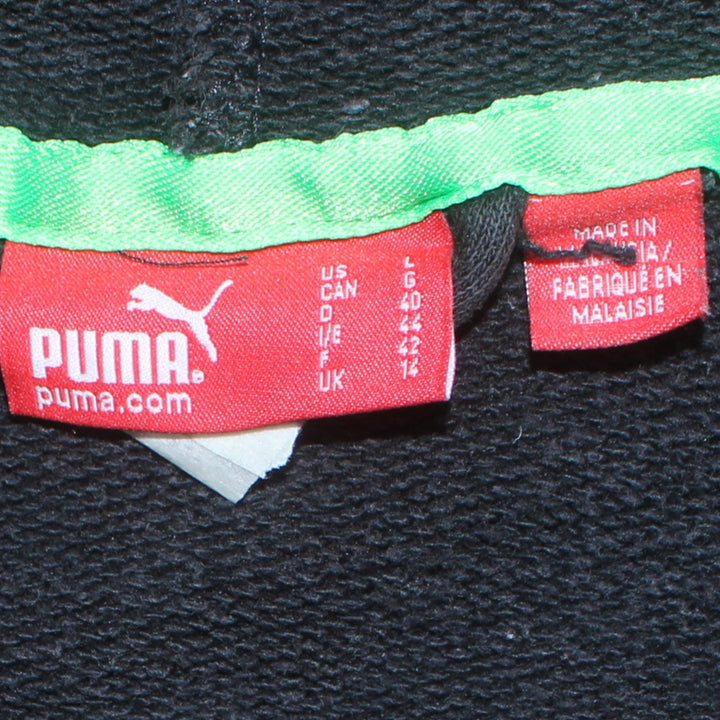 PUMA®
puma.com
US L
CAN G
D 40
I/E 44
F 42
UK 14
MADE IN
FABRIQUÉ EN
MALAISIE